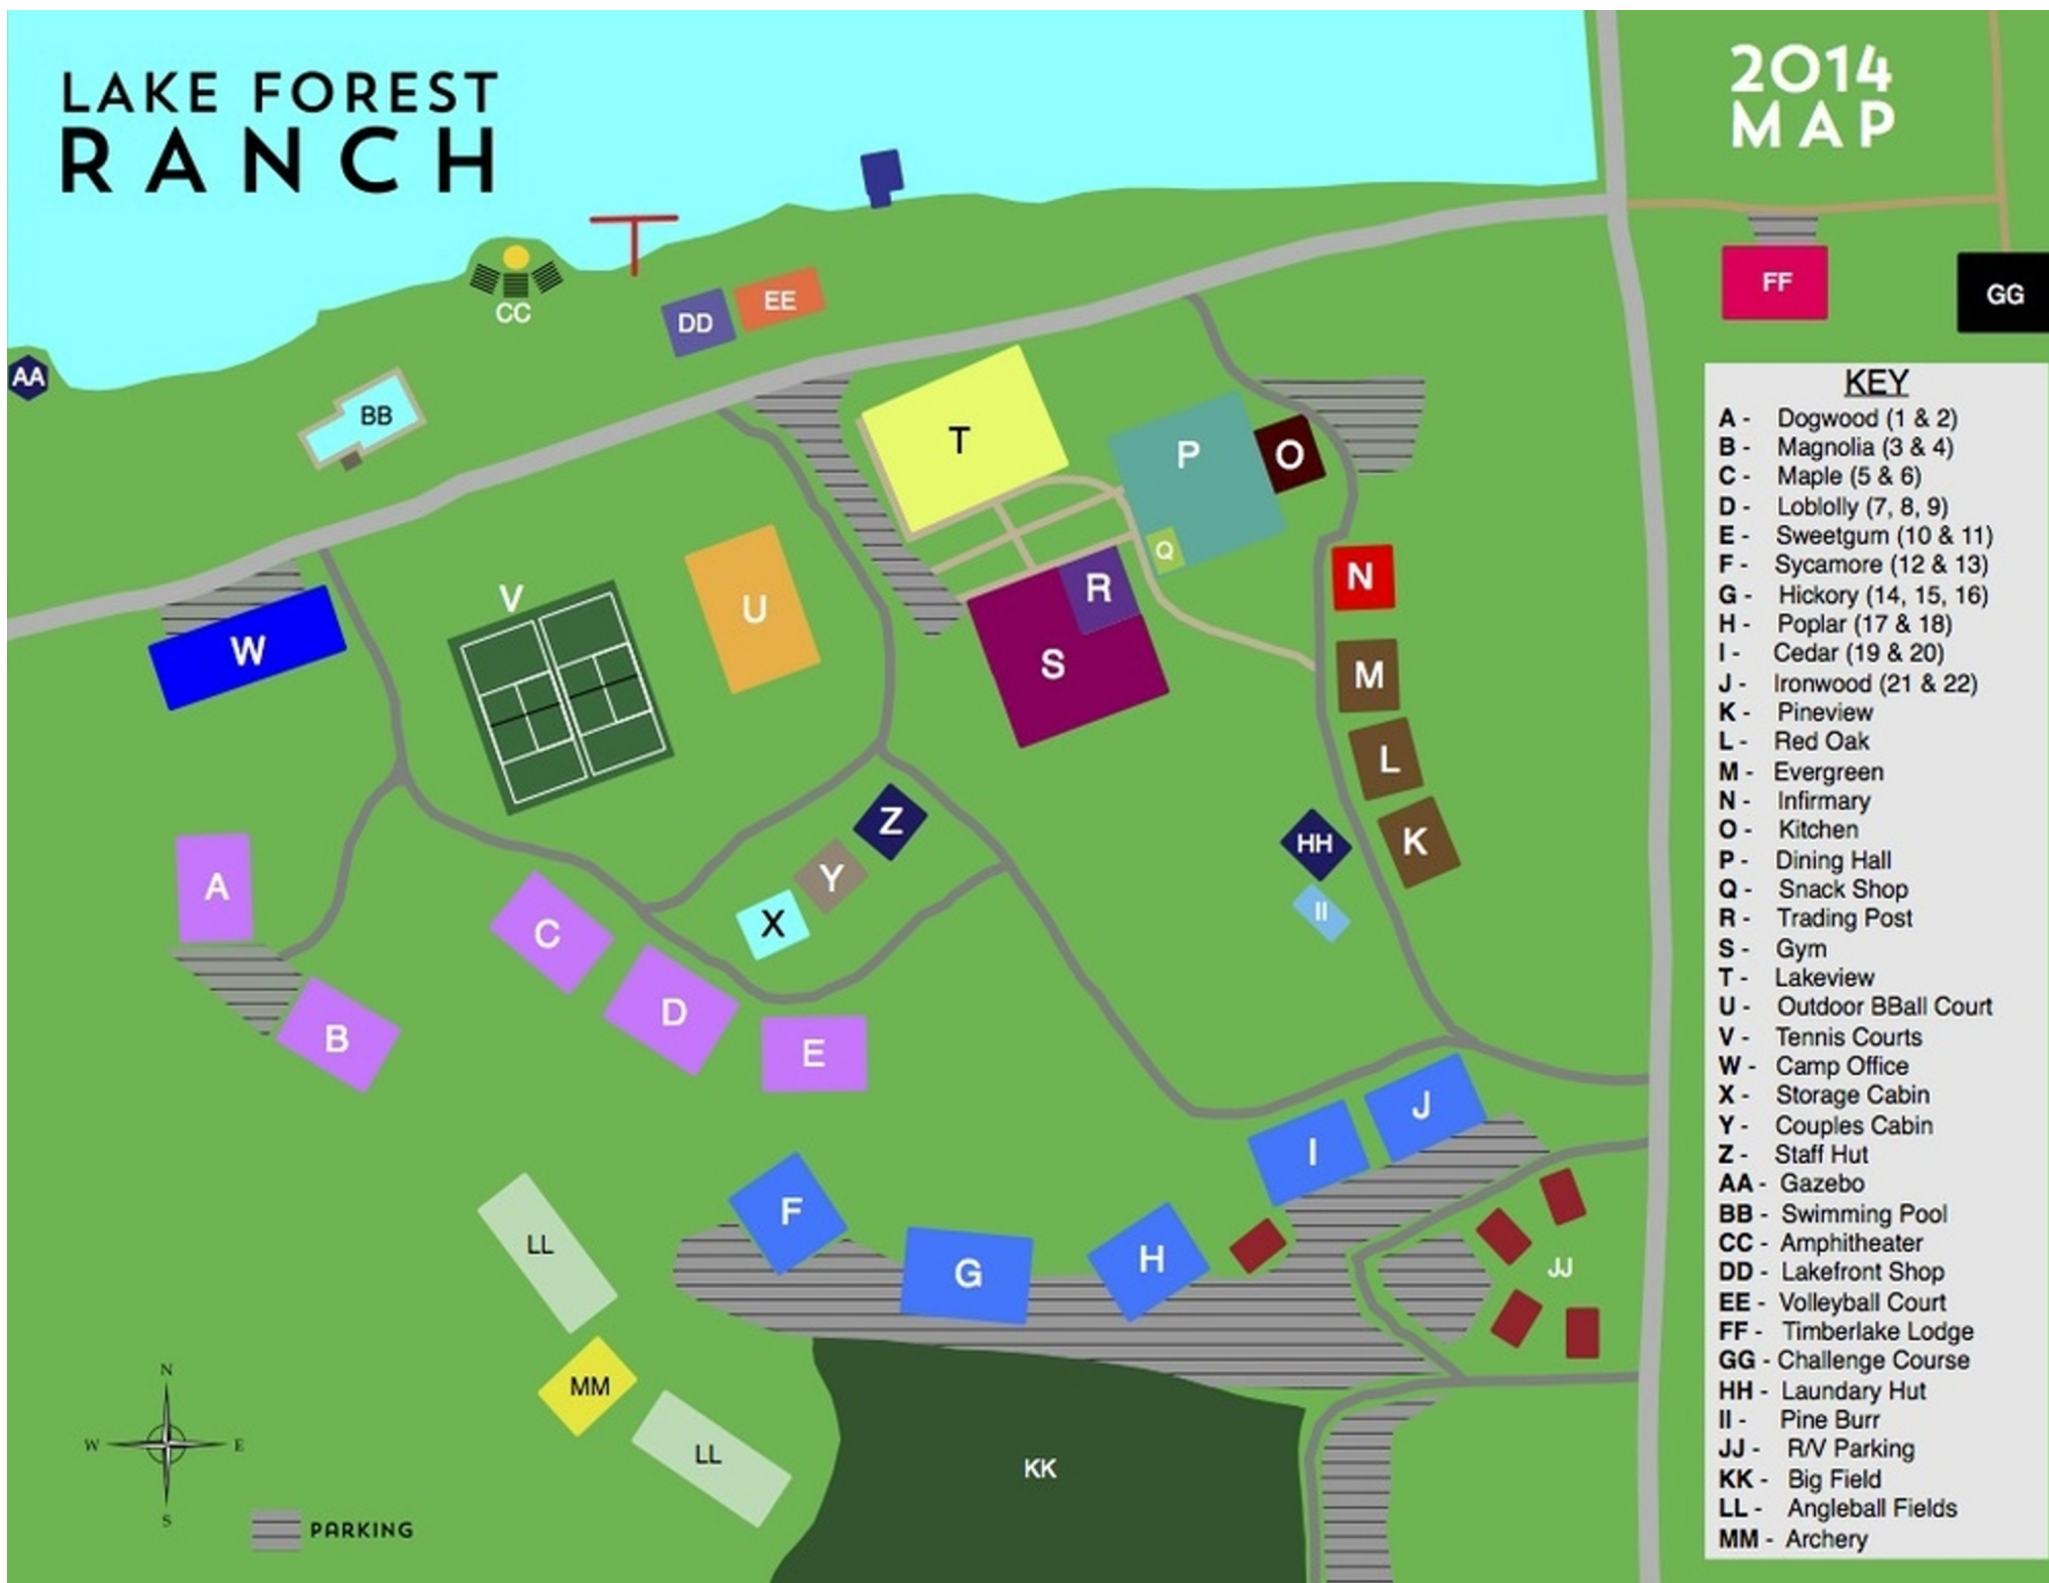 LAKE FOREST
RANCH
2014
MAP
CC
DD
EE
FF
GG
AA
BB
T
P
O
Q
N
R
S
M
L
K
V
U
W
Z
Y
X
HH
II
A
C
D
B
E
J
I
F
G
H
LL
JJ
MM
LL
KK
N
W
E
S
PARKING
KEY
A - Dogwood (1 & 2)
B - Magnolia (3 & 4)
C - Maple (5 & 6)
D - Loblolly (7, 8, 9)
E - Sweetgum (10 & 11)
F - Sycamore (12 & 13)
G - Hickory (14, 15, 16)
H - Poplar (17 & 18)
I - Cedar (19 & 20)
J - Ironwood (21 & 22)
K - Pineview
L - Red Oak
M - Evergreen
N - Infirmary
O - Kitchen
P - Dining Hall
Q - Snack Shop
R - Trading Post
S - Gym
T - Lakeview
U - Outdoor BBall Court
V - Tennis Courts
W - Camp Office
X - Storage Cabin
Y - Couples Cabin
Z - Staff Hut
AA - Gazebo
BB - Swimming Pool
CC - Amphitheater
DD - Lakefront Shop
EE - Volleyball Court
FF - Timberlake Lodge
GG - Challenge Course
HH - Laundary Hut
II - Pine Burr
JJ - R/V Parking
KK - Big Field
LL - Angleball Fields
MM - Archery